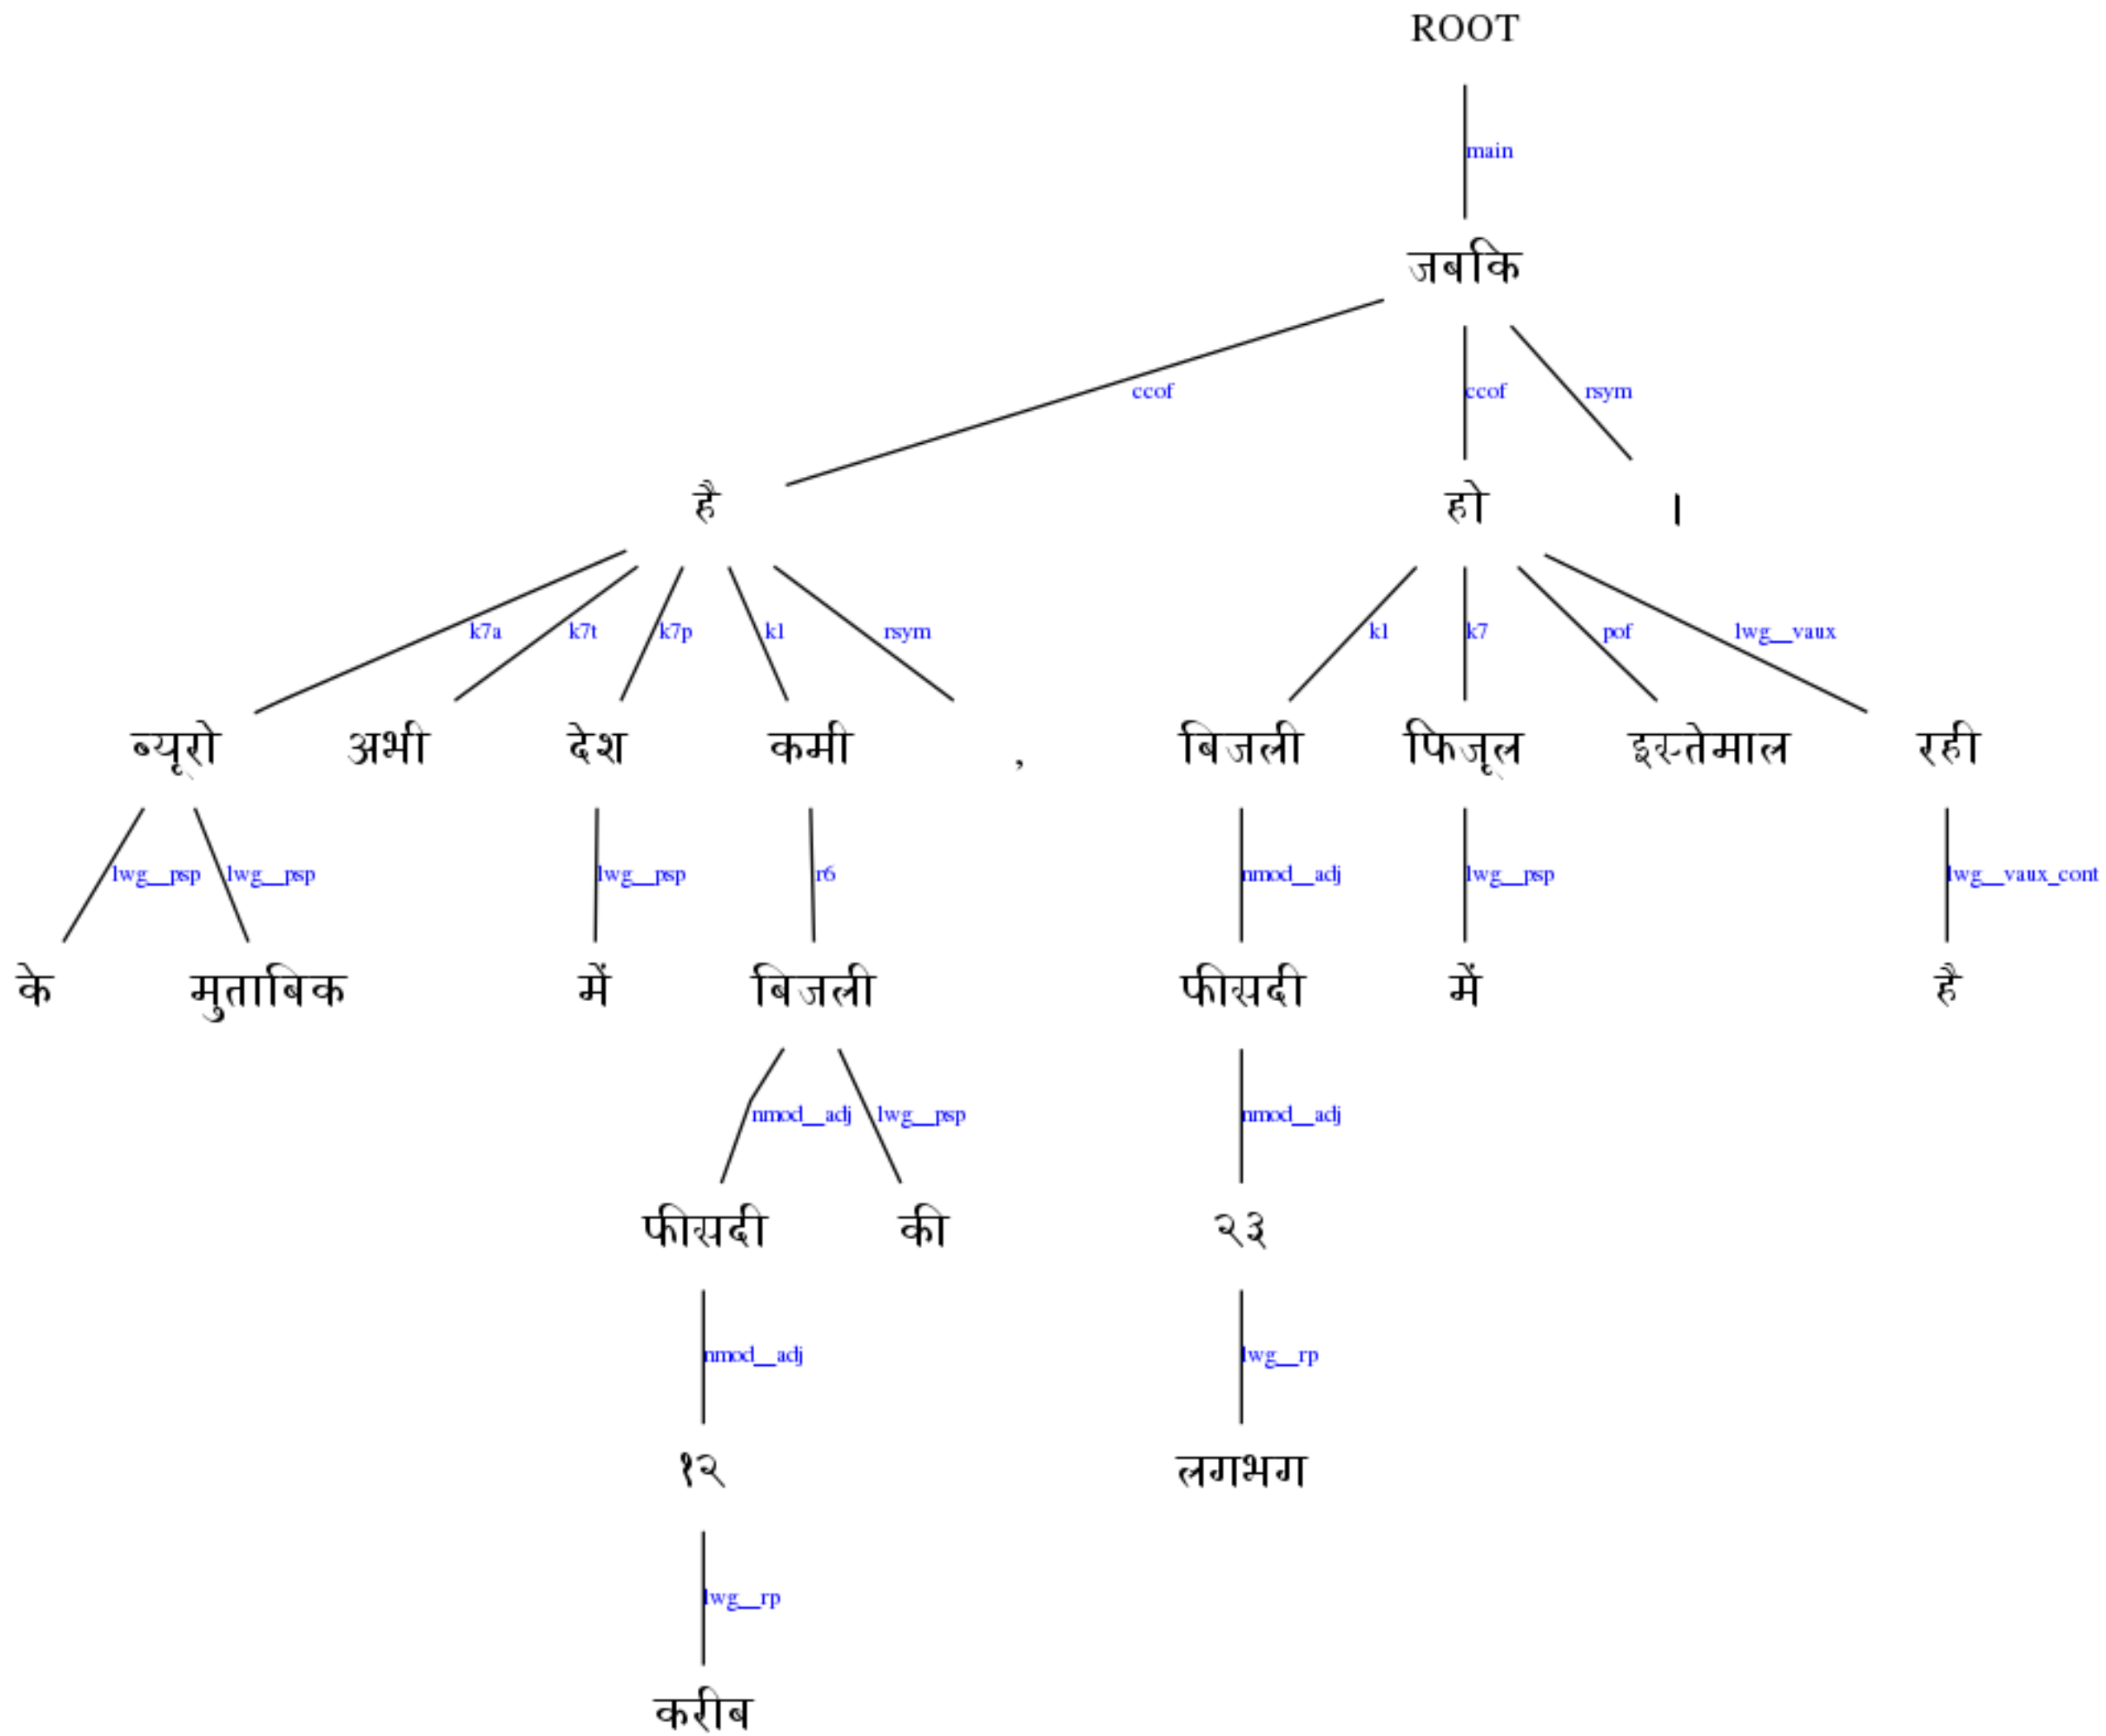 ROOT
main
जबकि
ccof ccof rsym
है हो ।
k7a k7t k7p k1 rsym k1 k7 pof lwg__vaux
ब्यूरो अभी देश कमी , बिजली फिजूल इस्तेमाल रही
lwg__psp lwg__psp lwg__psp r6 nmod__adj lwg__psp lwg__vaux_cont
के मुताबिक में बिजली फीसदी में है
nmod__adj lwg__psp nmod__adj
फीसदी की २३
nmod__adj lwg__rp
१२ लगभग
lwg__rp
करीब